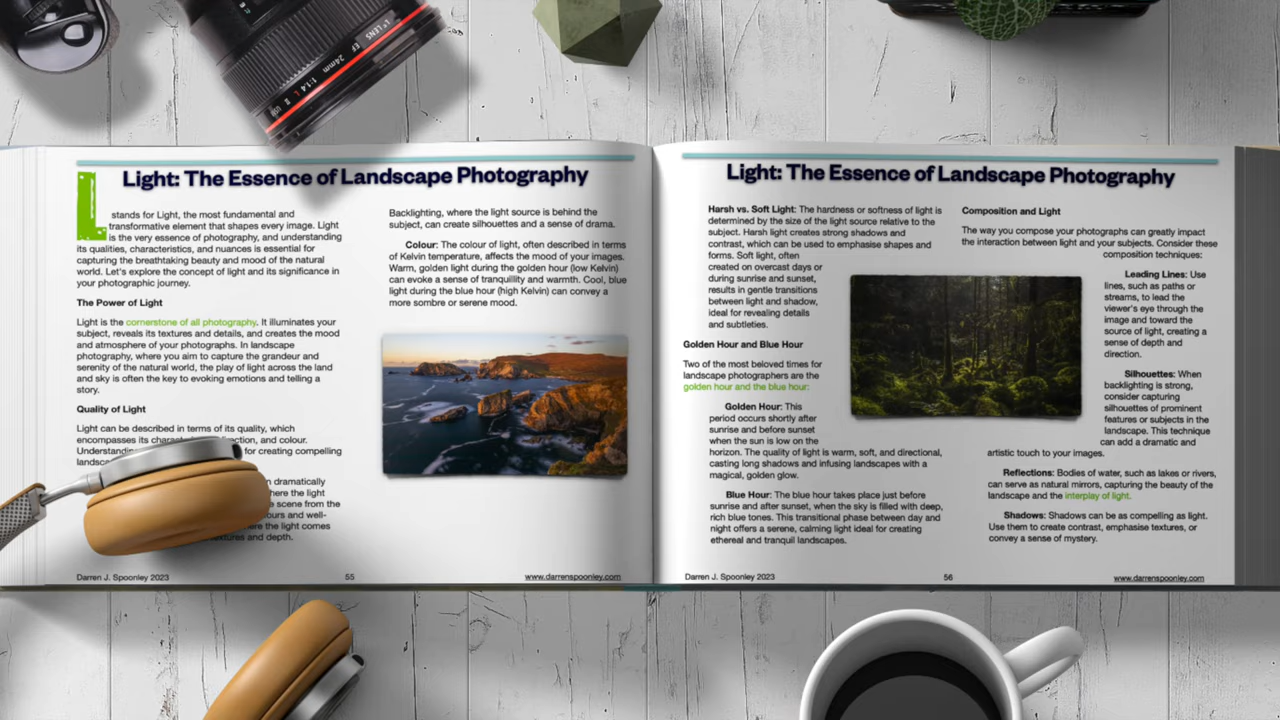 LENS EF 24mm 1:1.4 L II
Light: The Essence of Landscape Photography
L
stands for Light, the most fundamental and
transformative element that shapes every image. Light
is the very essence of photography, and understanding
its qualities, characteristics, and nuances is essential for
capturing the breathtaking beauty and mood of the natural
world. Let's explore the concept of light and its significance in
your photographic journey.
The Power of Light
Light is the cornerstone of all photography. It illuminates your
subject, reveals its textures and details, and creates the mood
and atmosphere of your photographs. In landscape
photography, where you aim to capture the grandeur and
serenity of the natural world, the play of light across the land
and sky is often the key to evoking emotions and telling a
story.
Quality of Light
Light can be described in terms of its quality, which
encompasses its and colour.
Understanding for creating compelling
dramatically
where the light
scene from the
and well-
the light comes
and depth.
Darren J. Spoonley 2023
55
Backlighting, where the light source is behind the
subject, can create silhouettes and a sense of drama.
Colour: The colour of light, often described in terms
of Kelvin temperature, affects the mood of your images.
Warm, golden light during the golden hour (low Kelvin)
can evoke a sense of tranquillity and warmth. Cool, blue
light during the blue hour (high Kelvin) can convey a
more sombre or serene mood.
www.darrenspoonley.com
Light: The Essence of Landscape Photography
Harsh vs. Soft Light: The hardness or softness of light is
determined by the size of the light source relative to the
subject. Harsh light creates strong shadows and
contrast, which can be used to emphasise shapes and
forms. Soft light, often
created on overcast days or
during sunrise and sunset,
results in gentle transitions
between light and shadow,
ideal for revealing details
and subtleties.
Golden Hour and Blue Hour
Two of the most beloved times for
landscape photographers are the
golden hour and the blue hour:
Golden Hour: This
period occurs shortly after
sunrise and before sunset
when the sun is low on the
horizon. The quality of light is warm, soft, and directional,
casting long shadows and infusing landscapes with a
magical, golden glow.
Blue Hour: The blue hour takes place just before
sunrise and after sunset, when the sky is filled with deep,
rich blue tones. This transitional phase between day and
night offers a serene, calming light ideal for creating
ethereal and tranquil landscapes.
Darren J. Spoonley 2023
56
Composition and Light
The way you compose your photographs can greatly impact
the interaction between light and your subjects. Consider these
composition techniques:
Leading Lines: Use
lines, such as paths or
streams, to lead the
viewer's eye through the
image and toward the
source of light, creating a
sense of depth and
direction.
Silhouettes: When
backlighting is strong,
consider capturing
silhouettes of prominent
features or subjects in the
landscape. This technique
can add a dramatic and
artistic touch to your images.
Reflections: Bodies of water, such as lakes or rivers,
can serve as natural mirrors, capturing the beauty of the
landscape and the interplay of light.
Shadows: Shadows can be as compelling as light.
Use them to create contrast, emphasise textures, or
convey a sense of mystery.
www.darrenspoonley.com